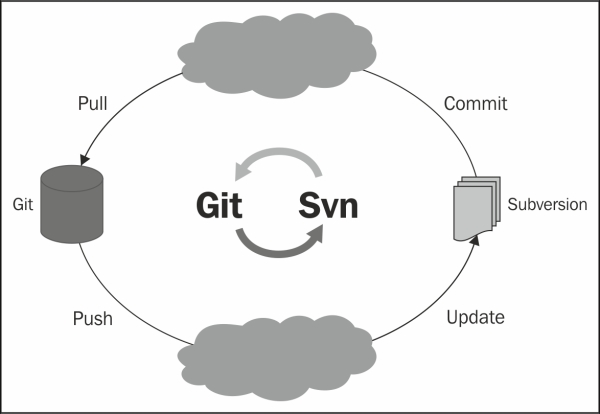 Pull
Commit
Git
Git
Svn
Subversion
Push
Update